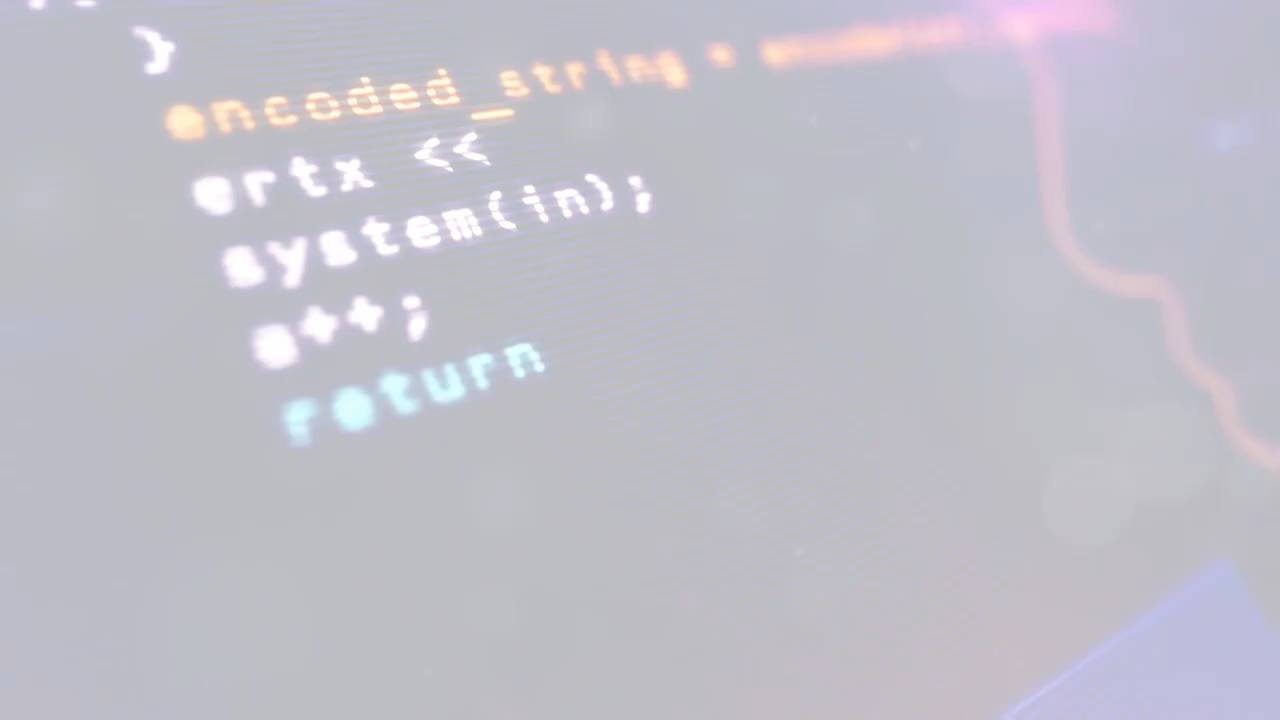 }
encoded_string =
ertx <<
system(in);
e++;
return